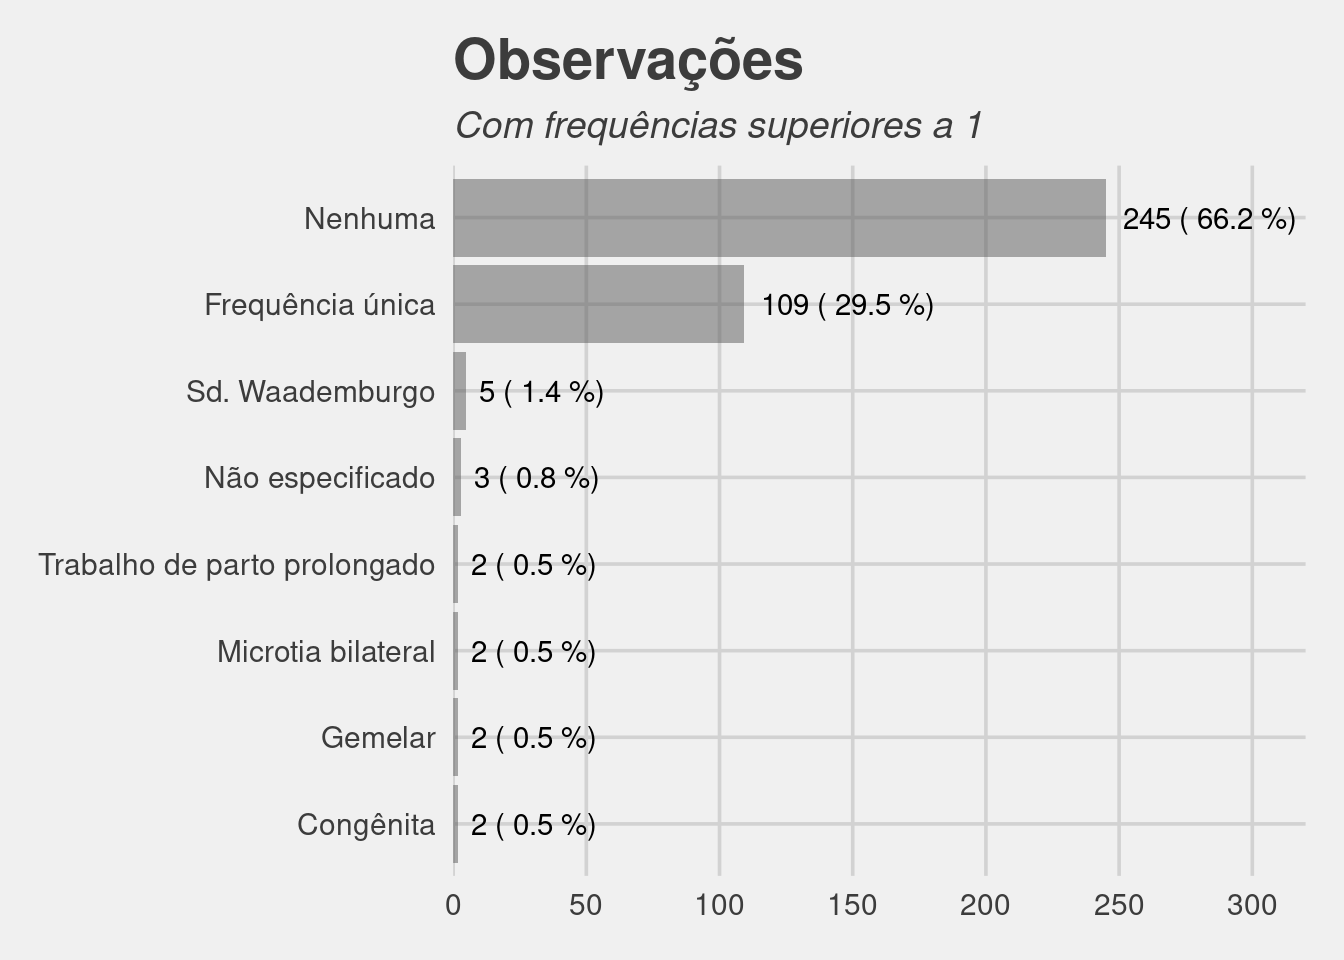 Observações
Com frequências superiores a 1
Nenhuma 245 ( 66.2 %)
Frequência única 109 ( 29.5 %)
Sd. Waademburgo 5 ( 1.4 %)
Não especificado 3 ( 0.8 %)
Trabalho de parto prolongado 2 ( 0.5 %)
Microtia bilateral 2 ( 0.5 %)
Gemelar 2 ( 0.5 %)
Congênita 2 ( 0.5 %)
0 50 100 150 200 250 300